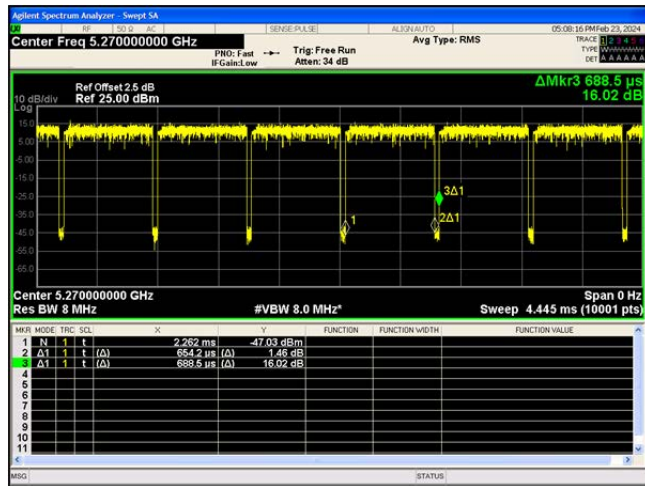 Agilent Spectrum Analyzer - Swept SA
RF 50 Ω AC SENSE:PULSE ALIGN AUTO 05:08:16 PM Feb 23, 2024
Center Freq 5.270000000 GHz
PNO: Fast
IFGain:Low
Trig: Free Run
Atten: 34 dB
Avg Type: RMS
TRACE 1 2 3 4 5 6
TYPE
DET A A A A A A
ΔMkr3 688.5 µs
16.02 dB
Ref Offset 2.5 dB
Ref 25.00 dBm
10 dB/div
Log
15.0
5.00
-5.00
-15.0
-25.0
-35.0
-45.0
-55.0
-65.0
3Δ1
1
2Δ1
Center 5.270000000 GHz Span 0 Hz
Res BW 8 MHz #VBW 8.0 MHz* Sweep 4.445 ms (10001 pts)
MKR MODE TRC SCL X Y FUNCTION FUNCTION WIDTH FUNCTION VALUE
1 N 1 t 2.262 ms -47.03 dBm
2 Δ1 1 t (Δ) 654.2 µs (Δ) 1.46 dB
3 Δ1 1 t (Δ) 688.5 µs (Δ) 16.02 dB
4
5
6
7
8
9
10
11
MSG STATUS